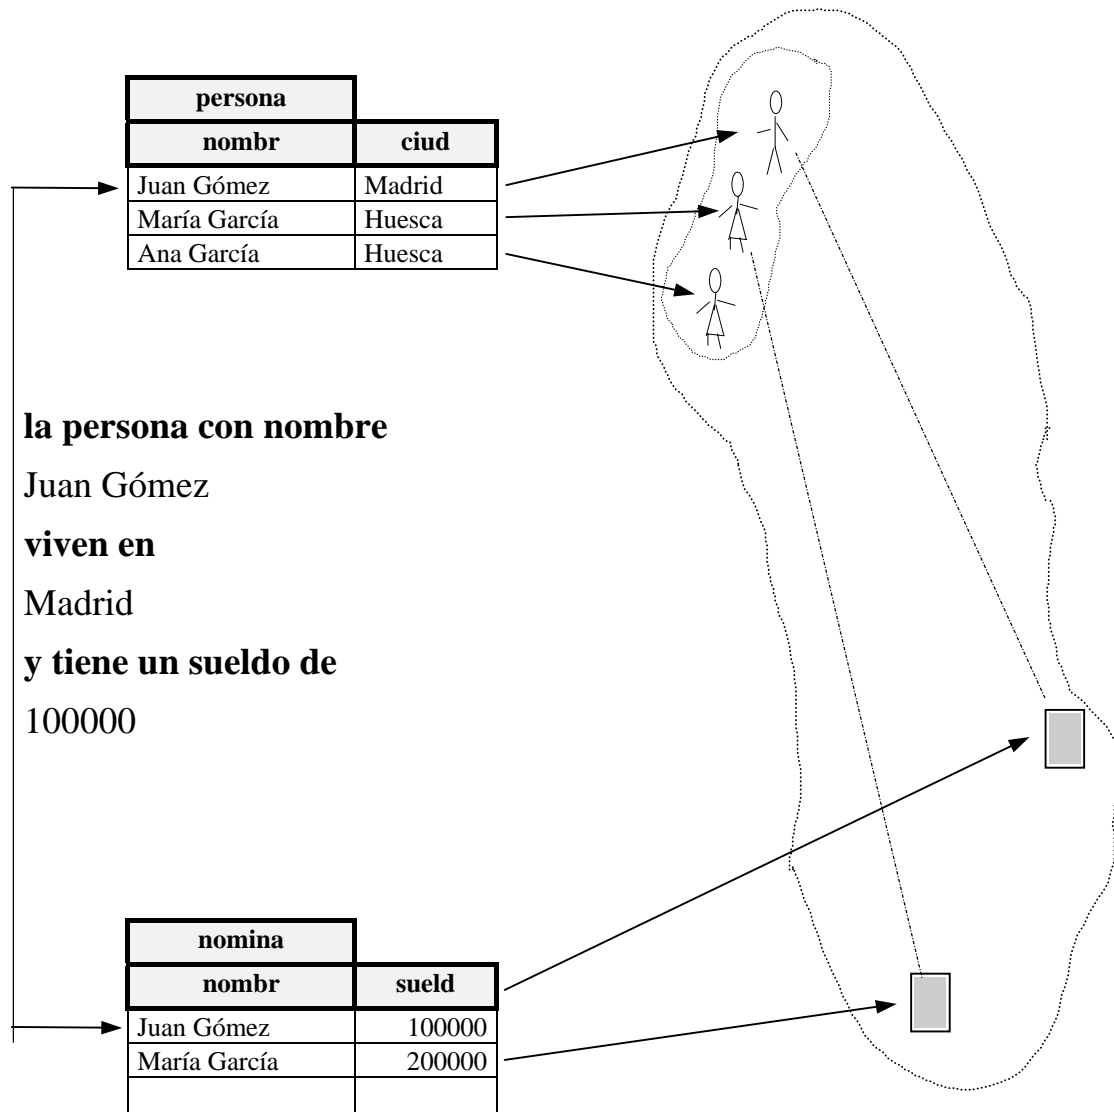 persona
nombr ciud
Juan Gómez Madrid
María García Huesca
Ana García Huesca
la persona con nombre
Juan Gómez
viven en
Madrid
y tiene un sueldo de
100000
nomina
nombr sueld
Juan Gómez 100000
María García 200000